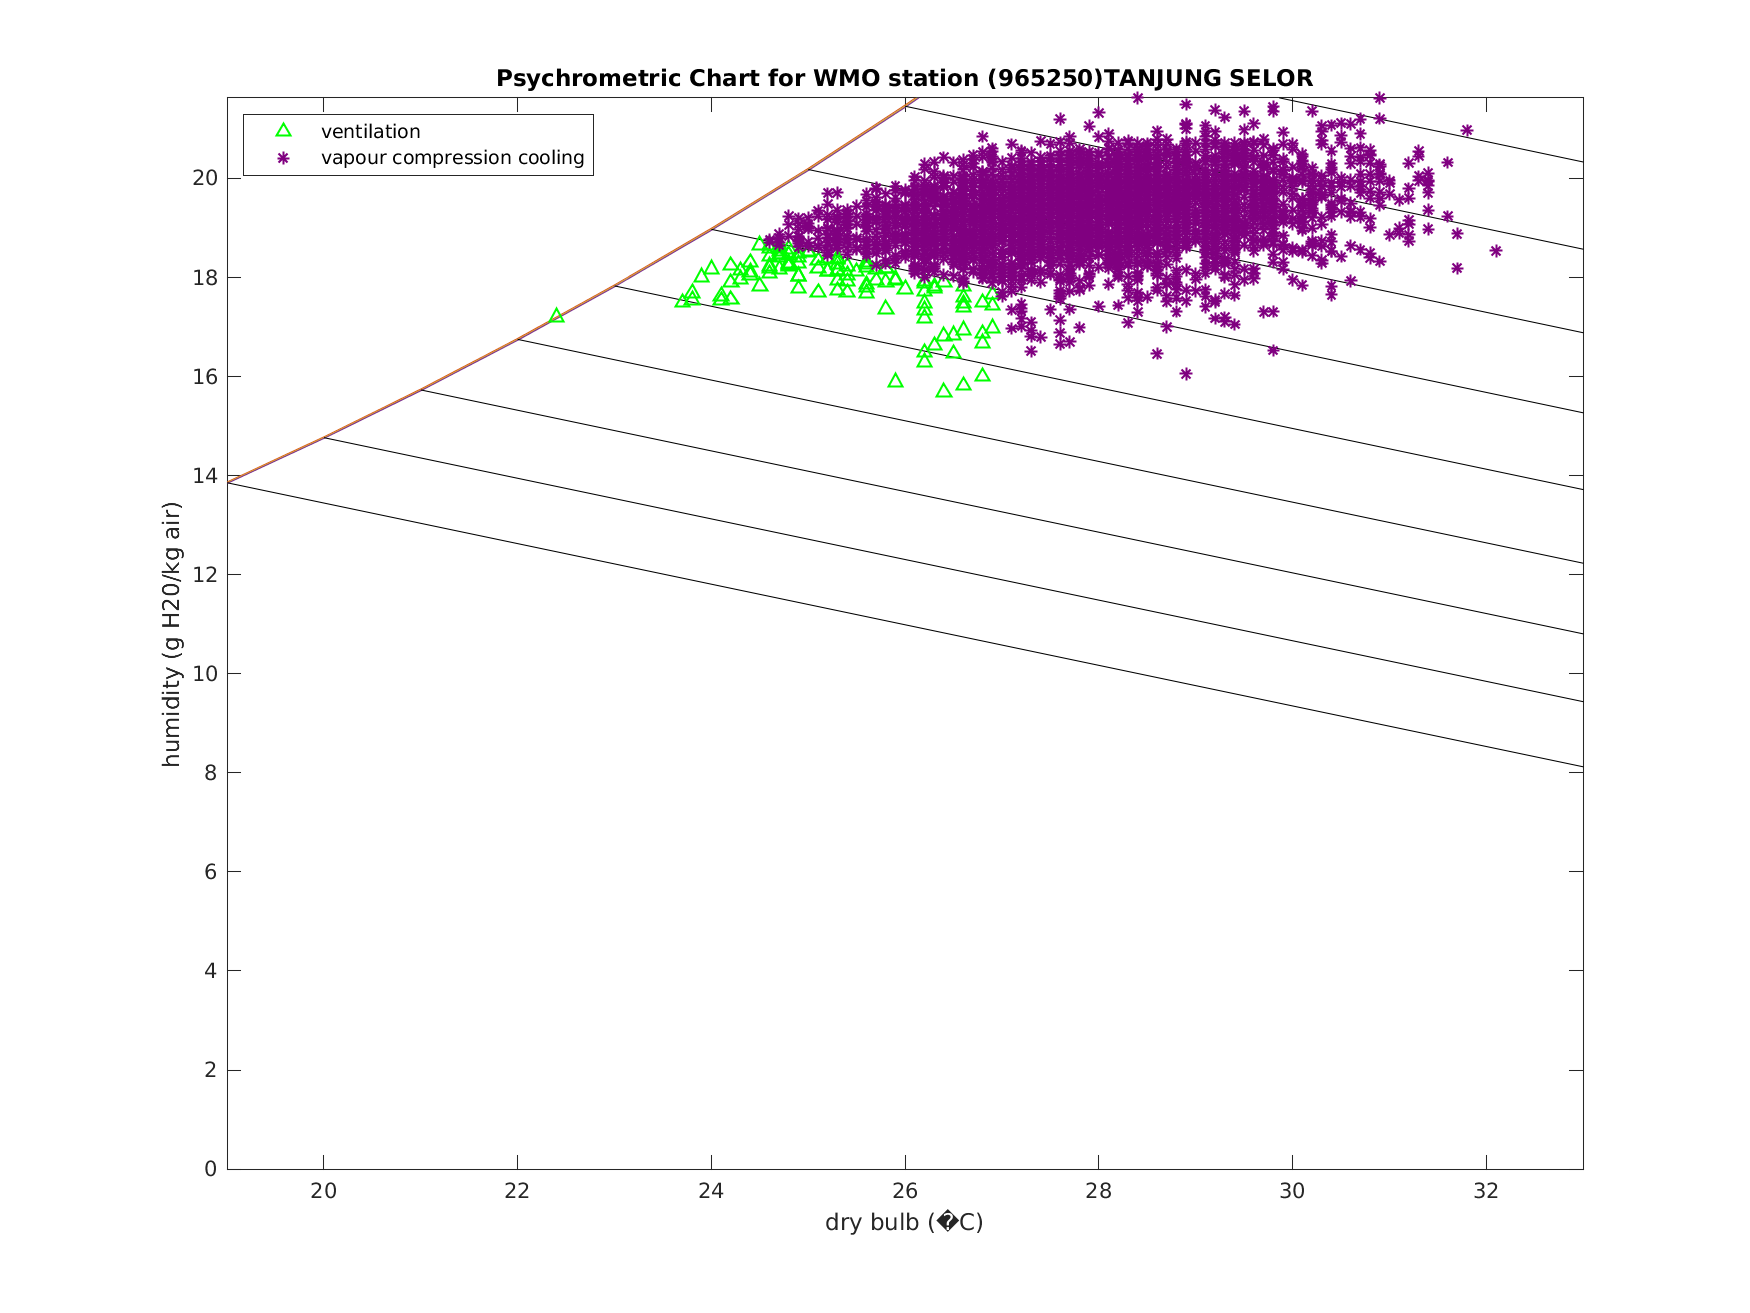 Psychrometric Chart for WMO station (965250)TANJUNG SELOR
ventilation
vapour compression cooling
20
18
16
14
12
10
8
6
4
2
0
humidity (g H20/kg air)
20 22 24 26 28 30 32
dry bulb (�C)